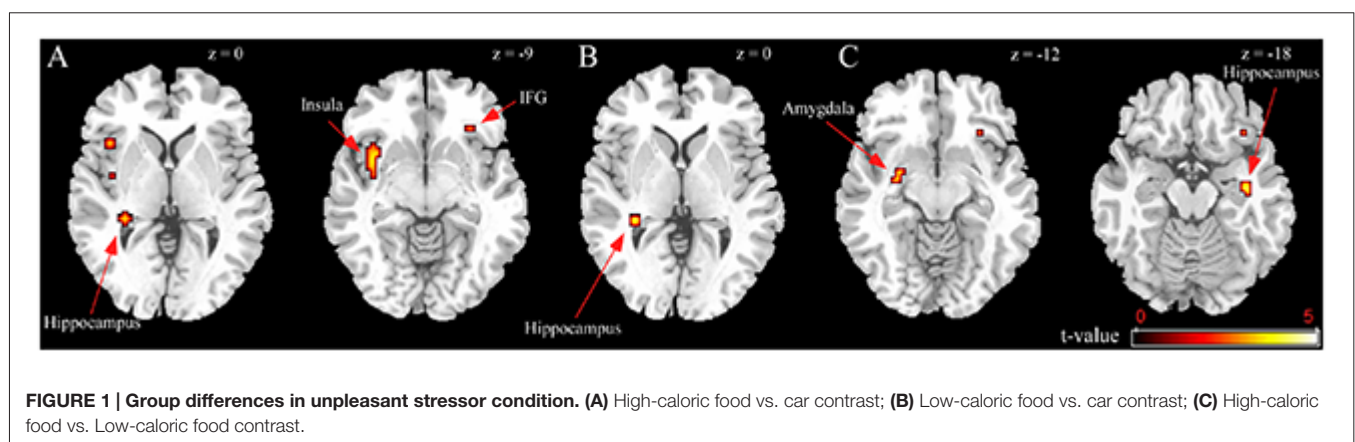 A
z = 0
z = -9
B
z = 0
C
z = -12
z = -18
Hippocampus
Insula
IFG
Amygdala
Hippocampus
Hippocampus
0
5
t-value
FIGURE 1 | Group differences in unpleasant stressor condition. (A) High-caloric food vs. car contrast; (B) Low-caloric food vs. car contrast; (C) High-caloric
food vs. Low-caloric food contrast.